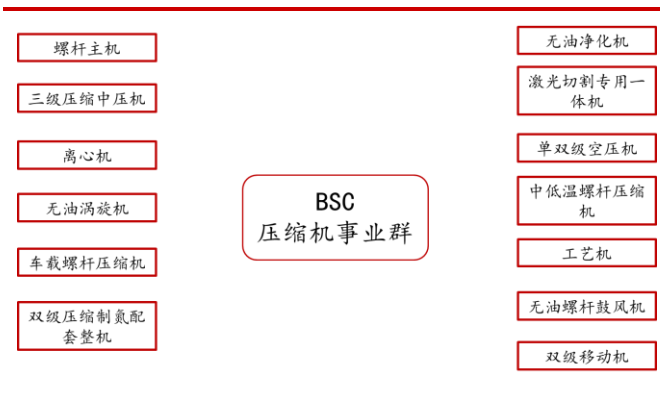 螺杆主机
三级压缩中压机
离心机
无油涡旋机
车载螺杆压缩机
双级压缩制氮配
套整机
BSC
压缩机事业群
无油净化机
激光切割专用一
体机
单双级空压机
中低温螺杆压缩
机
工艺机
无油螺杆鼓风机
双级移动机